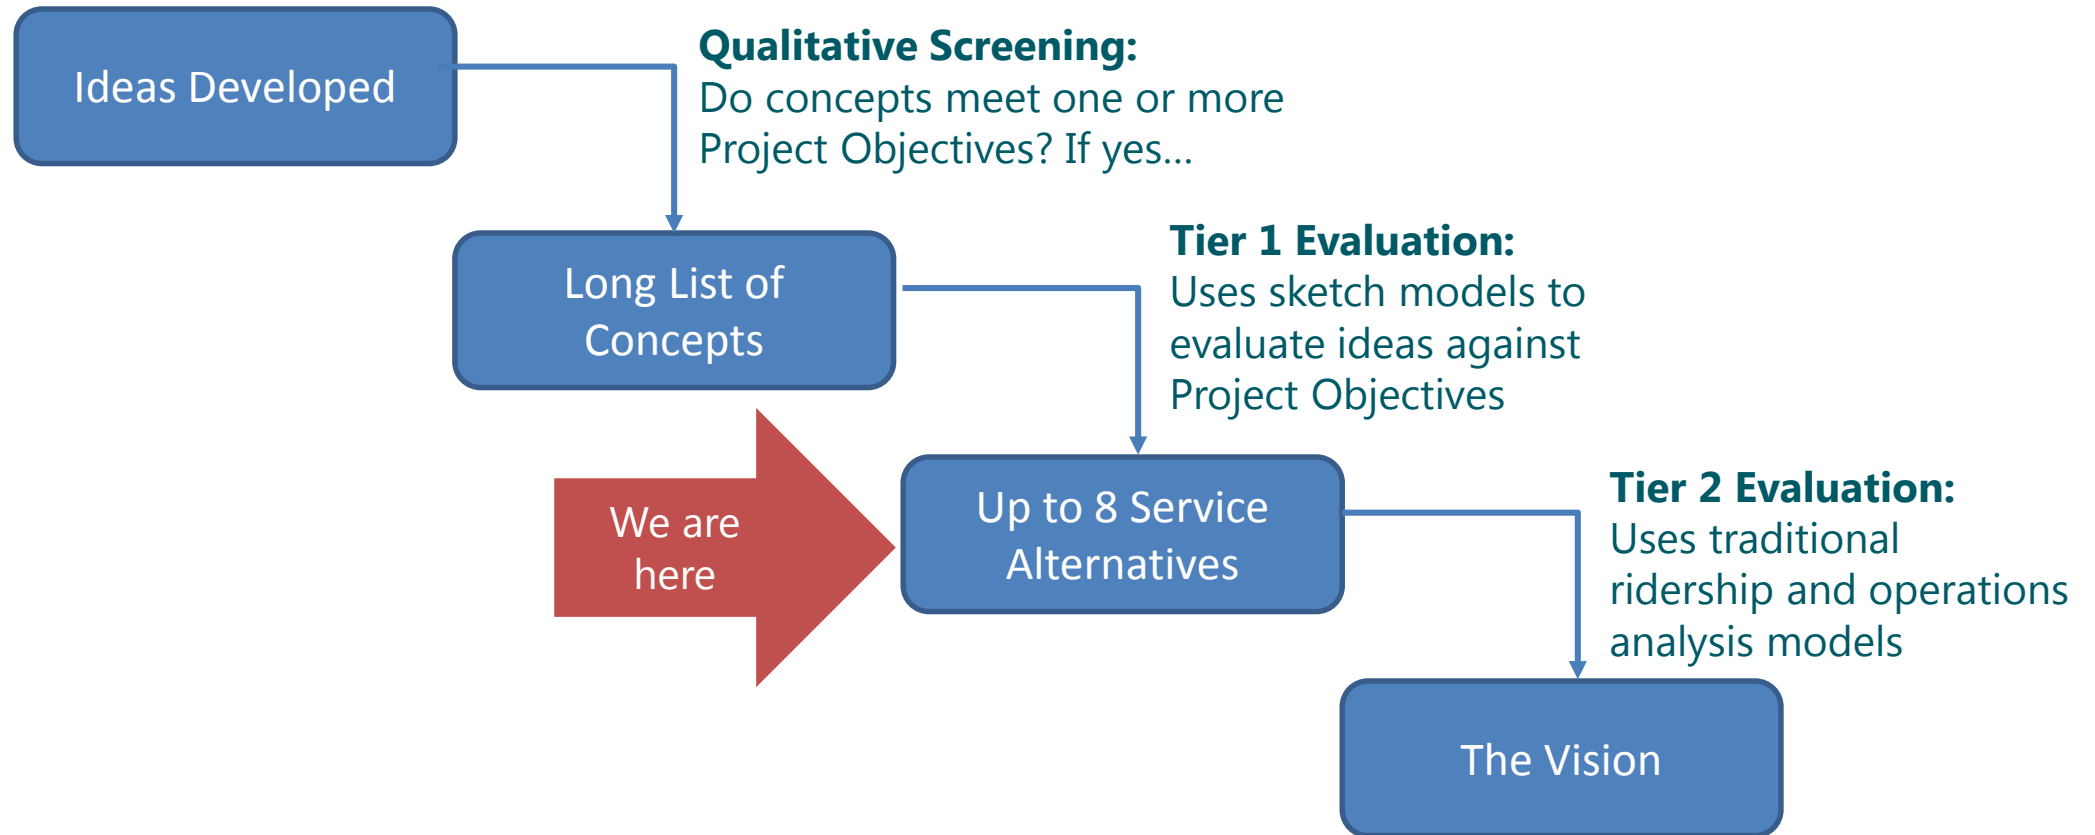 Ideas Developed
Qualitative Screening:
Do concepts meet one or more
Project Objectives? If yes...
Long List of
Concepts
Tier 1 Evaluation:
Uses sketch models to
evaluate ideas against
Project Objectives
We are
here
Up to 8 Service
Alternatives
Tier 2 Evaluation:
Uses traditional
ridership and operations
analysis models
The Vision